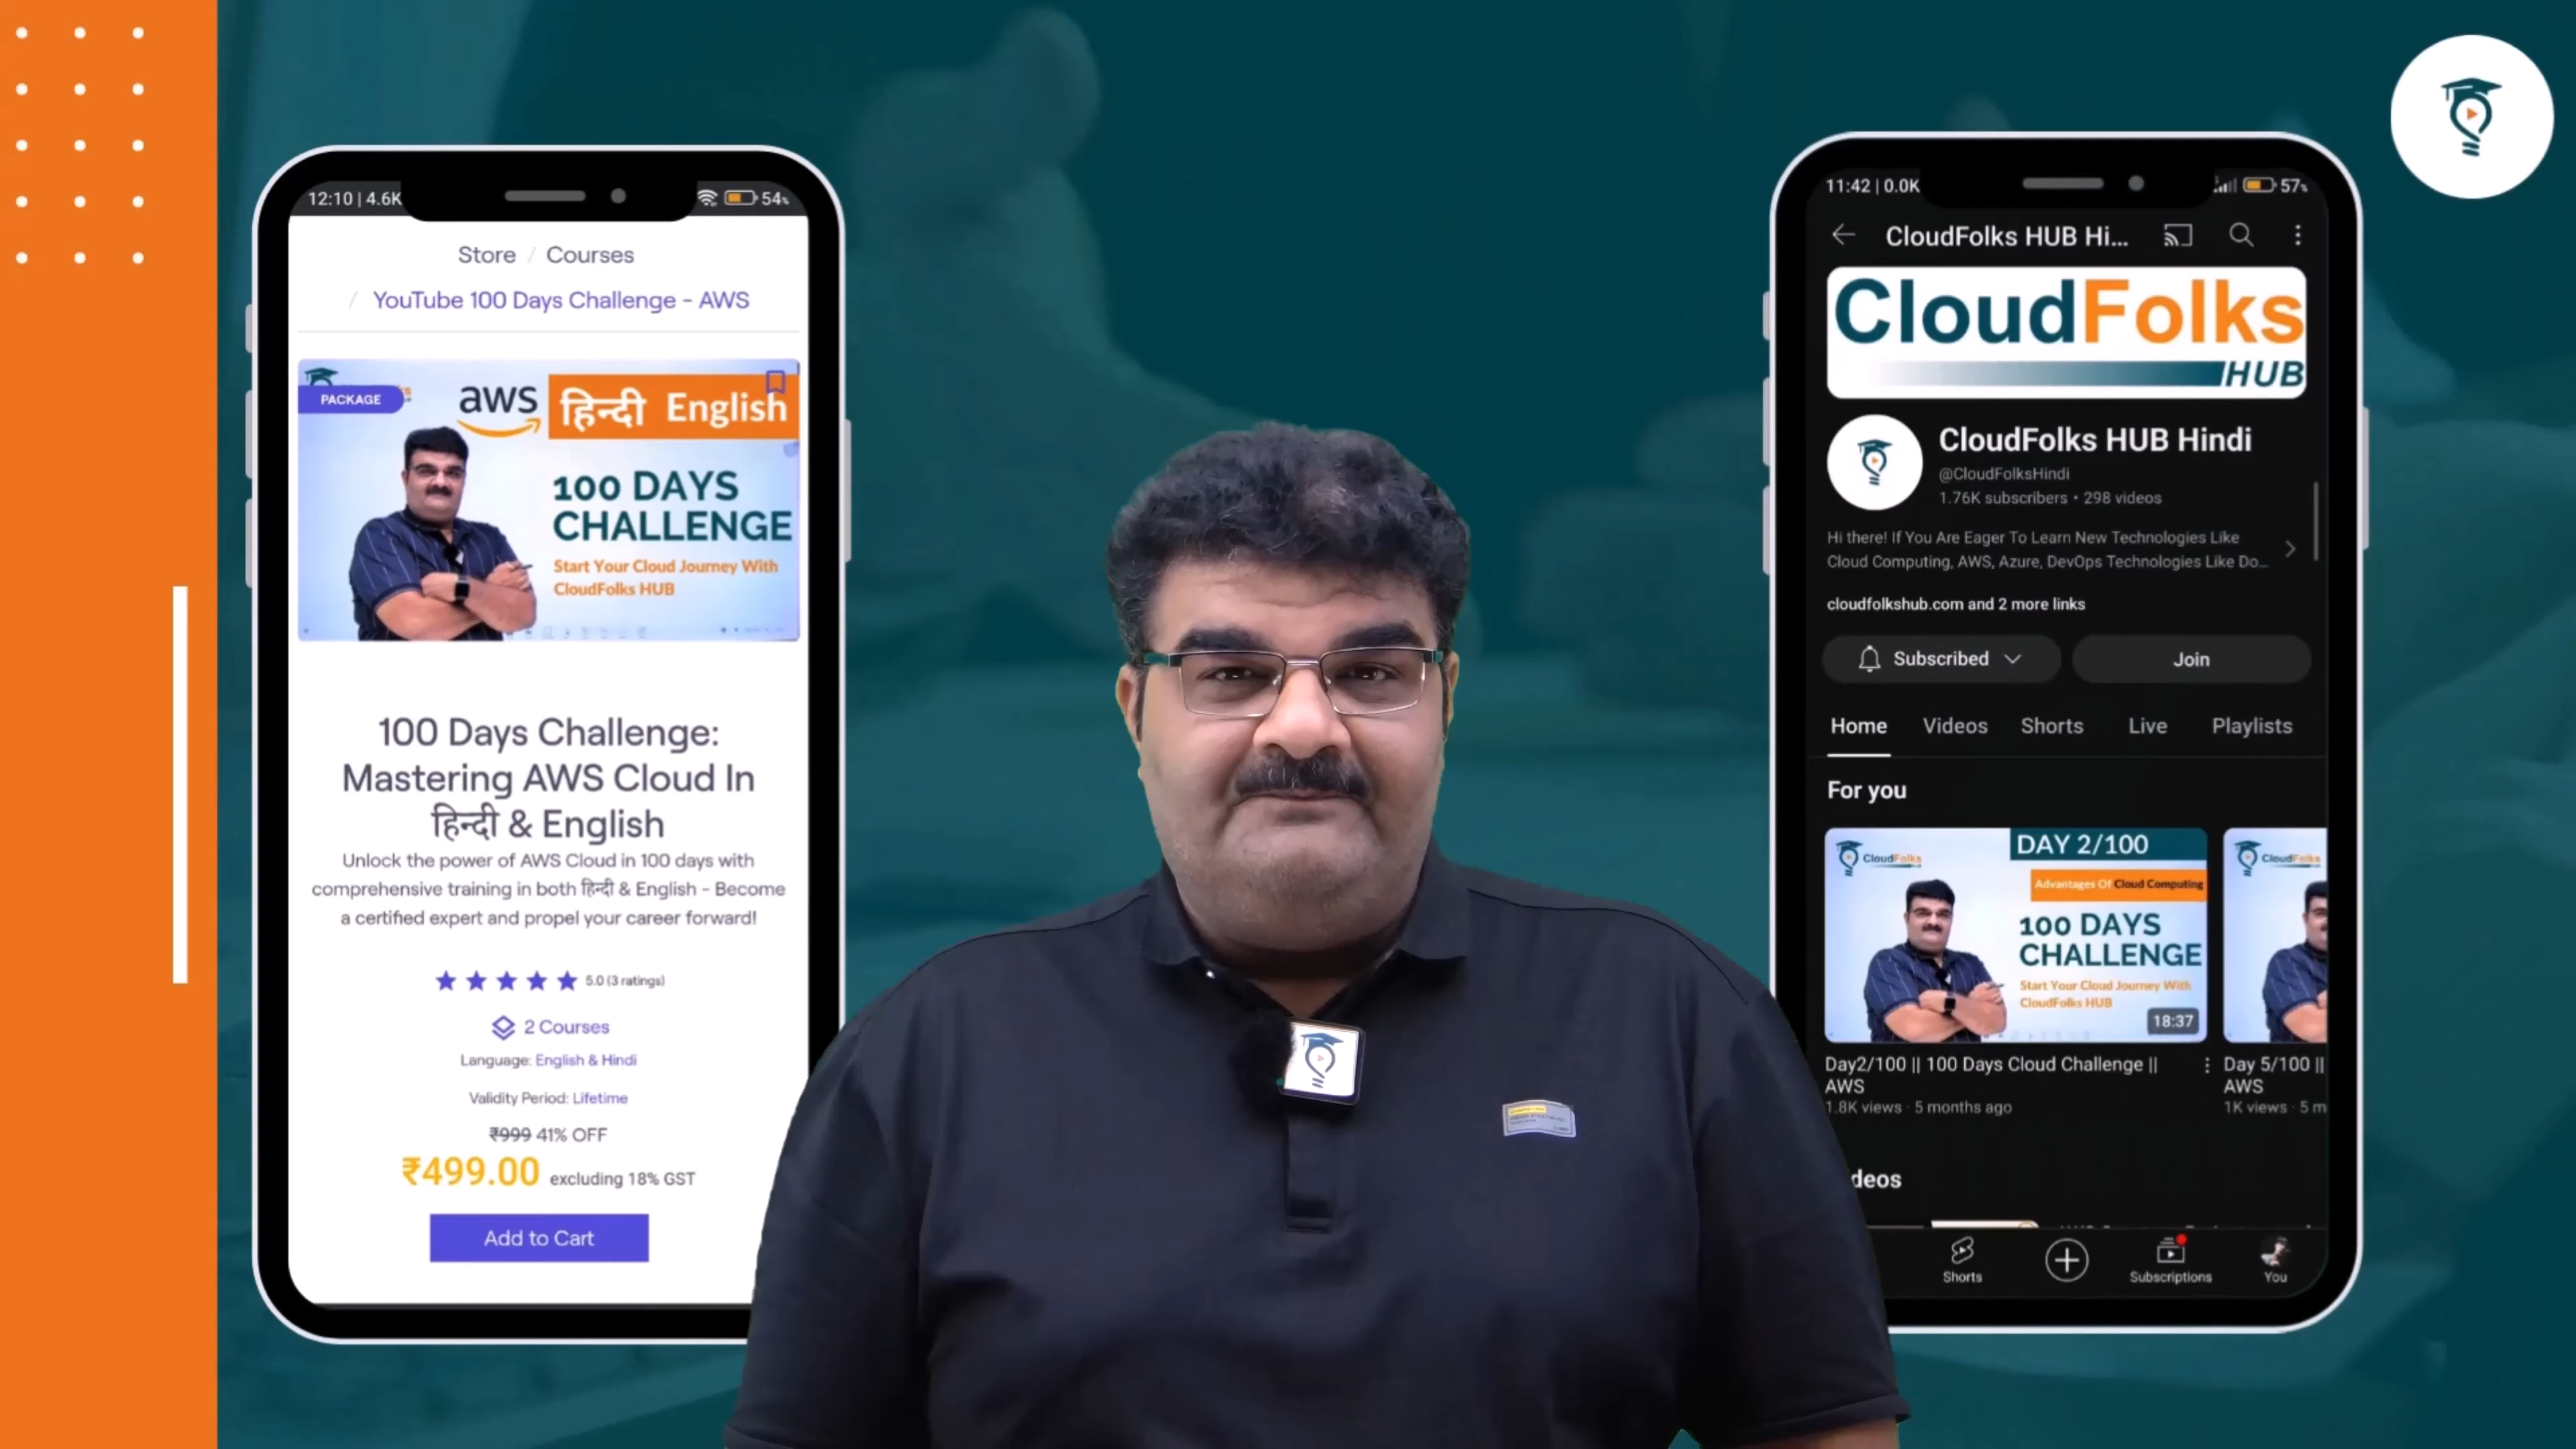 12:10 | 4.6K
54%
Store / Courses
/ YouTube 100 Days Challenge - AWS
PACKAGE
aws
हिन्दी English
100 DAYS
CHALLENGE
Start Your Cloud Journey With
CloudFolks HUB
100 Days Challenge:
Mastering AWS Cloud In
हिन्दी & English
Unlock the power of AWS Cloud in 100 days with
comprehensive training in both हिन्दी & English - Become
a certified expert and propel your career forward!
5.0 (3 ratings)
2 Courses
Language: English & Hindi
Validity Period: Lifetime
₹999 41% OFF
₹499.00 excluding 18% GST
Add to Cart
11:42 | 0.0K
57%
CloudFolks HUB Hi...
CloudFolks
HUB
CloudFolks HUB Hindi
@CloudFolksHindi
1.76K subscribers • 298 videos
Hi there! If You Are Eager To Learn New Technologies Like
Cloud Computing, AWS, Azure, DevOps Technologies Like Do...
cloudfolkshub.com and 2 more links
Subscribed
Join
Home Videos Shorts Live Playlists
For you
CloudFolks
DAY 2/100
Advantages Of Cloud Computing
100 DAYS
CHALLENGE
Start Your Cloud Journey With
CloudFolks HUB
18:37
CloudFolks
Day2/100 || 100 Days Cloud Challenge ||
AWS
1.8K views · 5 months ago
Day 5/100 ||
AWS
1K views · 5 m
deos
Shorts
Subscriptions
You